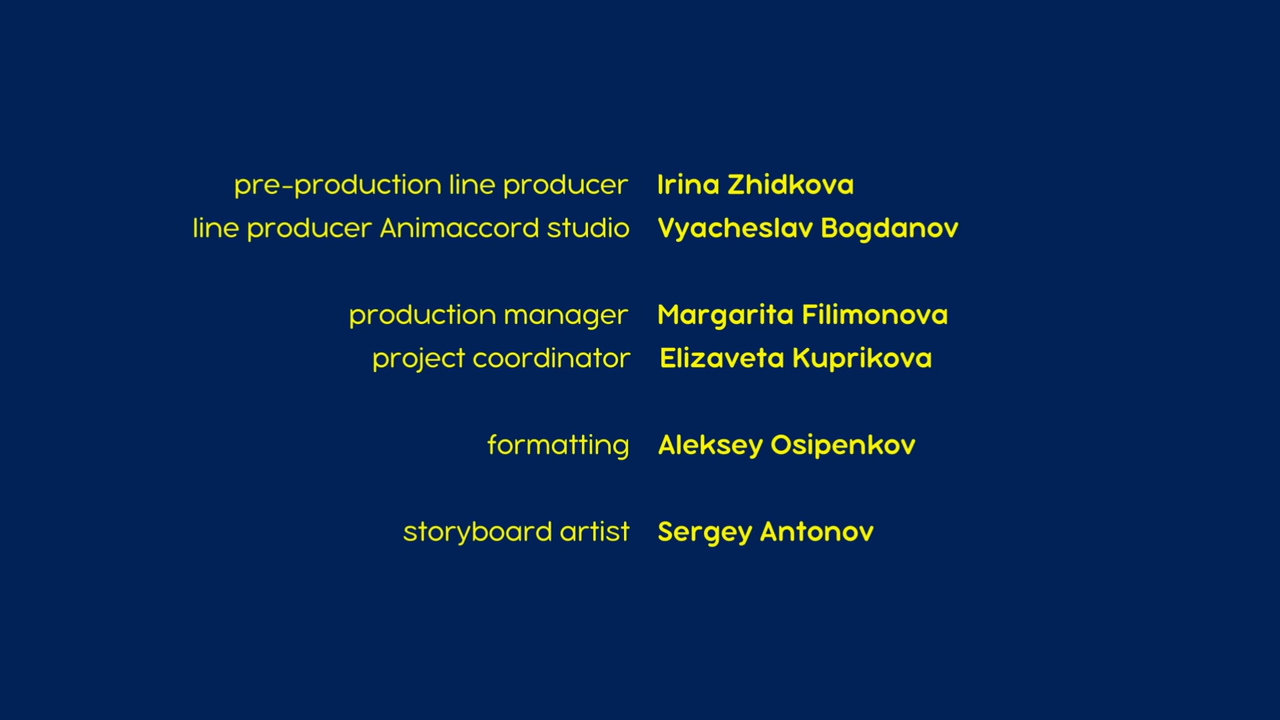 pre-production line producer Irina Zhidkova
line producer Animaccord studio Vyacheslav Bogdanov
production manager Margarita Filimonova
project coordinator Elizaveta Kuprikova
formatting Aleksey Osipenkov
storyboard artist Sergey Antonov